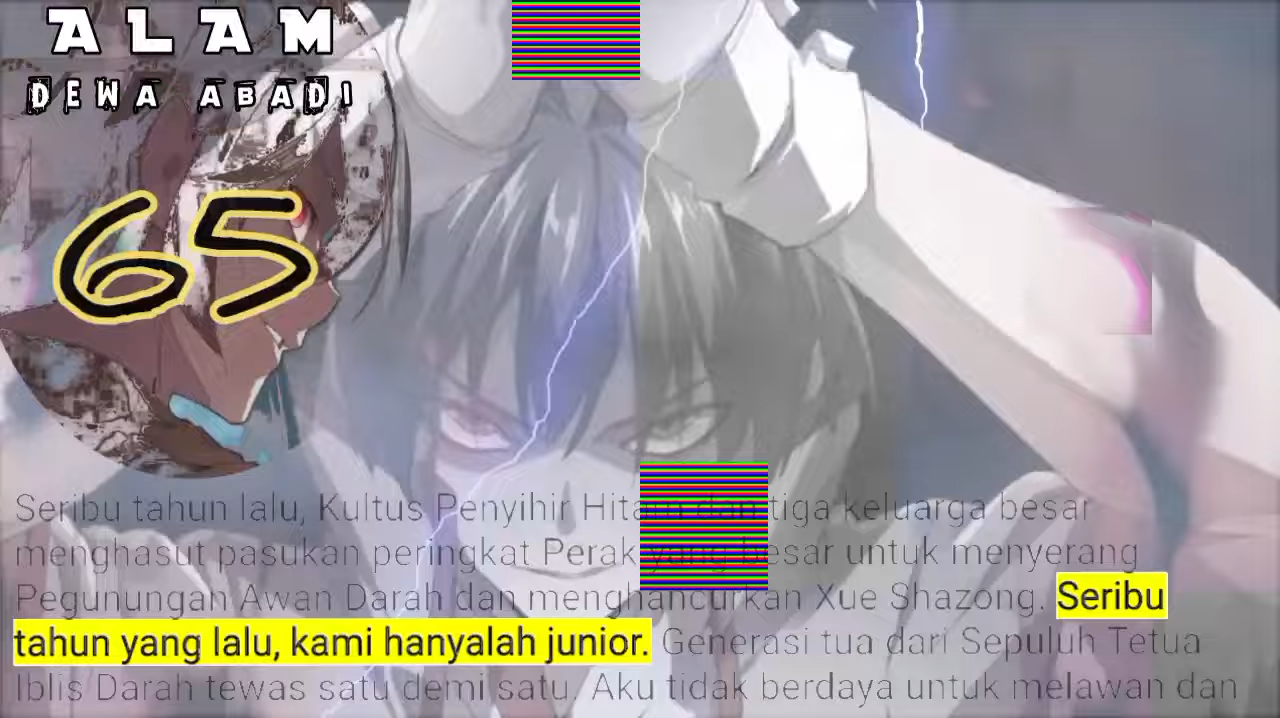 ALAM
DEWA ABADI
65
Seribu tahun lalu, Kultus Penyihir Hitam dan tiga keluarga besar
menghasut pasukan peringkat Perak yang besar untuk menyerang
Pegunungan Awan Darah dan menghancurkan Xue Shazong. Seribu
tahun yang lalu, kami hanyalah junior. Generasi tua dari Sepuluh Tetua
Iblis Darah tewas satu demi satu. Aku tidak berdaya untuk melawan dan